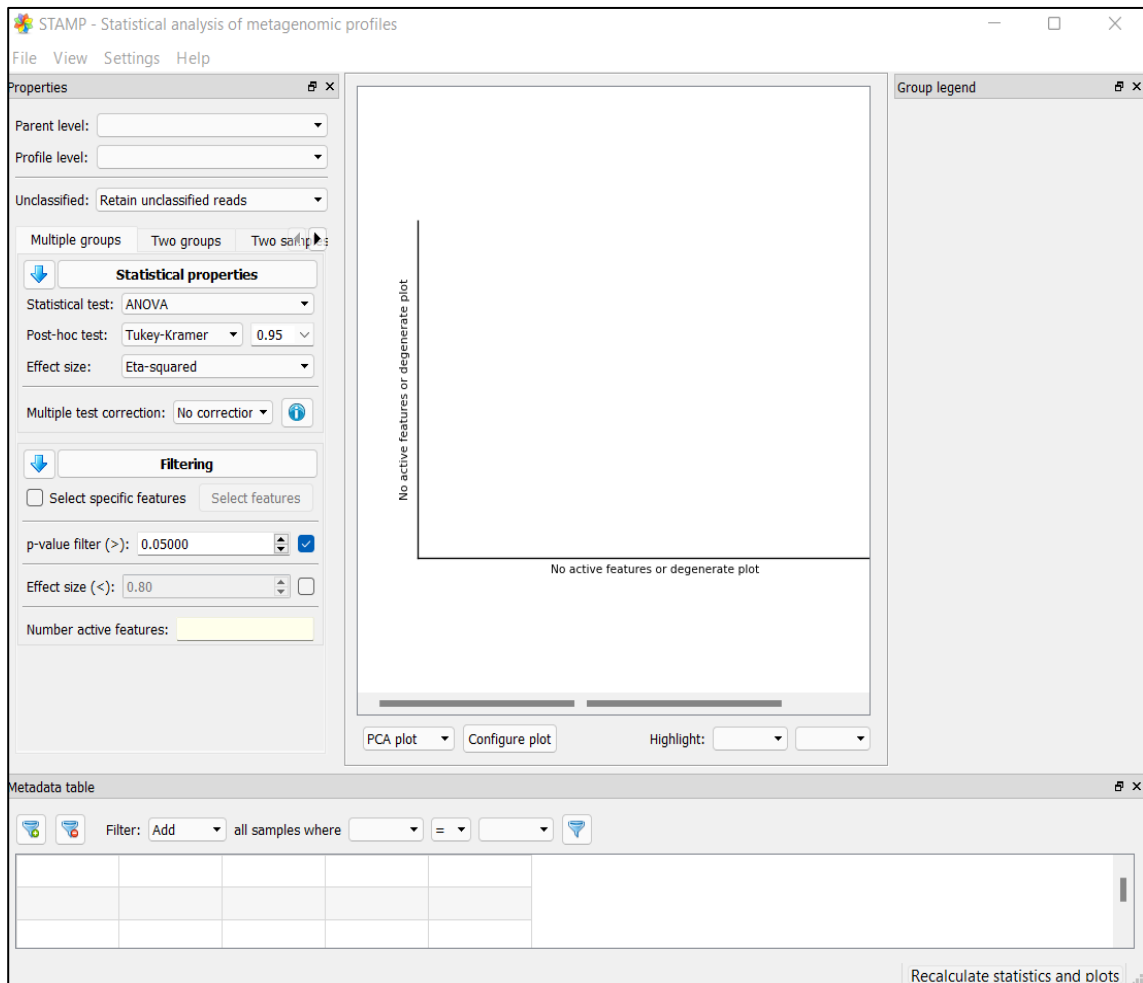 STAMP - Statistical analysis of metagenomic profiles
File View Settings Help
Properties
Parent level:
Profile level:
Unclassified: Retain unclassified reads
Multiple groups Two groups Two samples
Statistical properties
Statistical test: ANOVA
Post-hoc test: Tukey-Kramer 0.95
Effect size: Eta-squared
Multiple test correction: No correction
Filtering
Select specific features Select features
p-value filter (>): 0.05000
Effect size (<): 0.80
Number active features:
No active features or degenerate plot
No active features or degenerate plot
PCA plot Configure plot Highlight:
Group legend
Metadata table
Filter: Add all samples where =
Recalculate statistics and plots